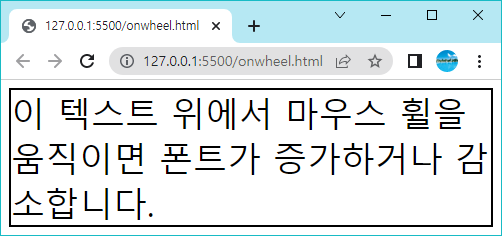 127.0.0.1:5500/onwheel.html
127.0.0.1:5500/onwheel.html
이 텍스트 위에서 마우스 휠을
움직이면 폰트가 증가하거나 감
소합니다.